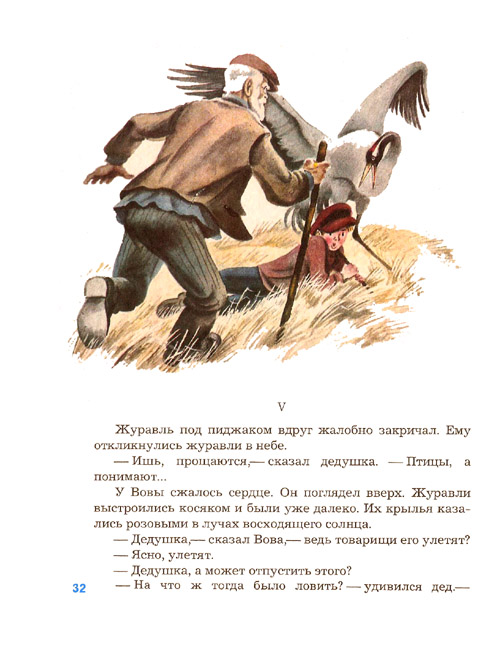 V
Журавль под пиджаком вдруг жалобно закричал. Ему
откликнулись журавли в небе.
— Ишь, прощаются,— сказал дедушка. — Птицы, а
понимают...
У Вовы сжалось сердце. Он поглядел вверх. Журавли
выстроились косяком и были уже далеко. Их крылья каза-
лись розовыми в лучах восходящего солнца.
— Дедушка,— сказал Вова,— ведь товарищи его улетят?
— Ясно, улетят.
— Дедушка, а может отпустить этого?
— На что ж тогда было ловить? — удивился дед.—
32